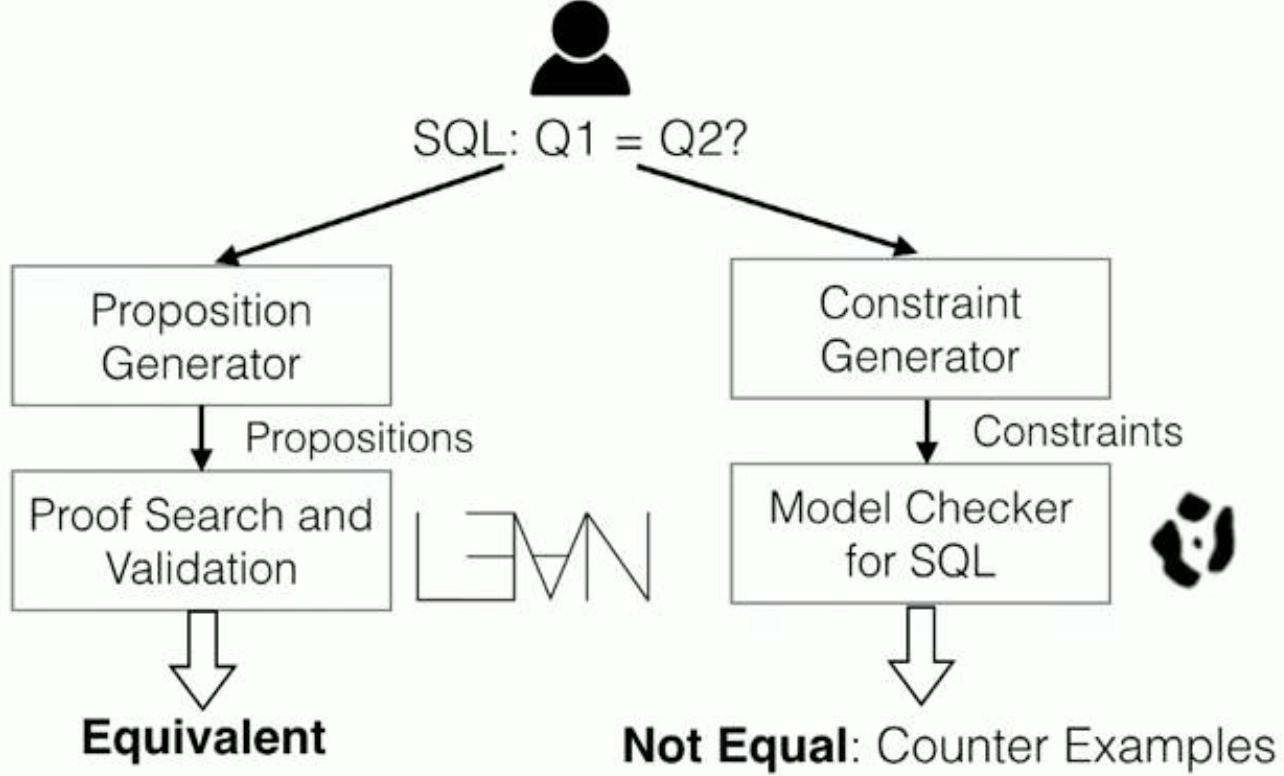 SQL: Q1 = Q2?
Proposition
Generator
Propositions
Proof Search and
Validation
LEAN
Equivalent
Constraint
Generator
Constraints
Model Checker
for SQL
Not Equal: Counter Examples